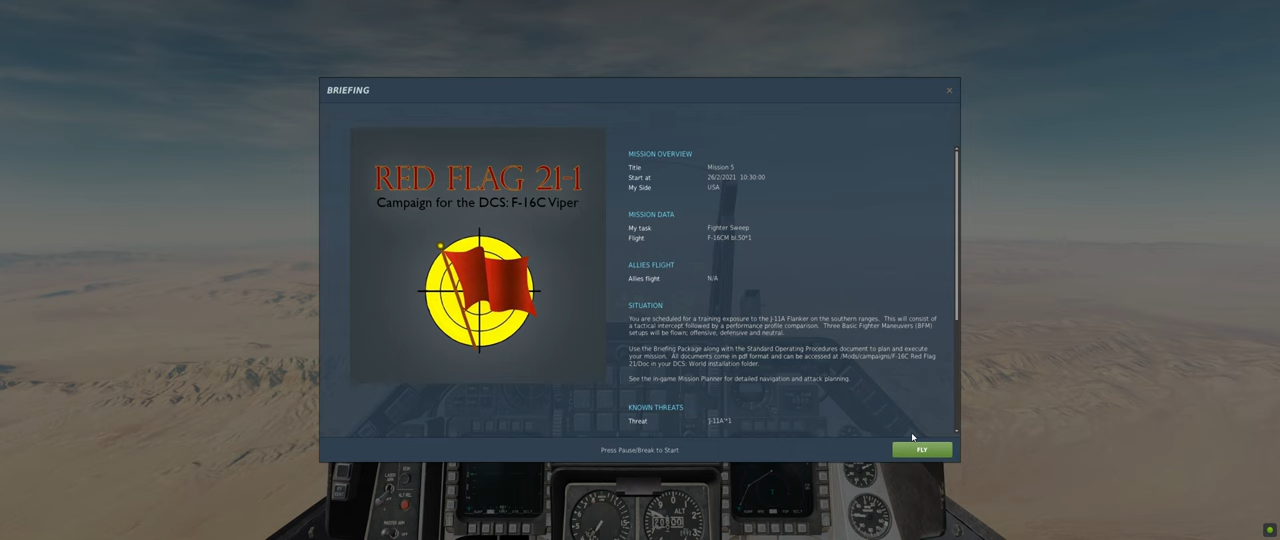 BRIEFING
RED FLAG 21-1
Campaign for the DCS: F-16C Viper
MISSION OVERVIEW
Title Mission 5
Start at 26/2/2021 10:30:00
My Side USA
MISSION DATA
My task Fighter Sweep
Flight F-16CM bl.50*1
ALLIES FLIGHT
Allies flight N/A
SITUATION
You are scheduled for a training exposure to the J-11A Flanker on the southern ranges. This will consist of
a tactical intercept followed by a performance profile comparison. Three Basic Fighter Maneuvers (BFM)
setups will be flown; offensive, defensive and neutral.
Use the Briefing Package along with the Standard Operating Procedures document to plan and execute
your mission. All documents come in pdf format and can be accessed at /Mods/campaigns/F-16C Red Flag
21/Doc in your DCS: World installation folder.
See the in-game Mission Planner for detailed navigation and attack planning.
KNOWN THREATS
Threat J-11A*1
Press Pause/Break to Start
FLY
ALT